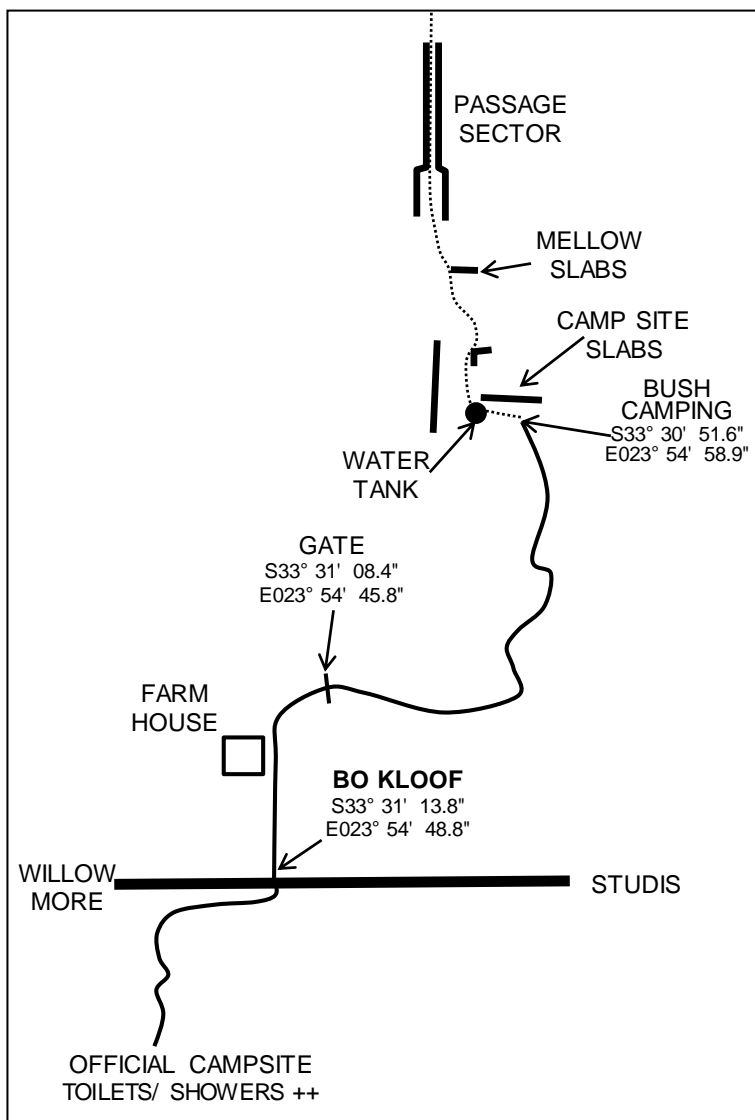 PASSAGE
SECTOR
MELLOW
SLABS
CAMP SITE
SLABS
BUSH
CAMPING
S33° 30' 51.6"
E023° 54' 58.9"
WATER
TANK
GATE
S33° 31' 08.4"
E023° 54' 45.8"
FARM
HOUSE
BO KLOOF
S33° 31' 13.8"
E023° 54' 48.8"
WILLOW
MORE
STUDIS
OFFICIAL CAMPSITE
TOILETS/ SHOWERS ++